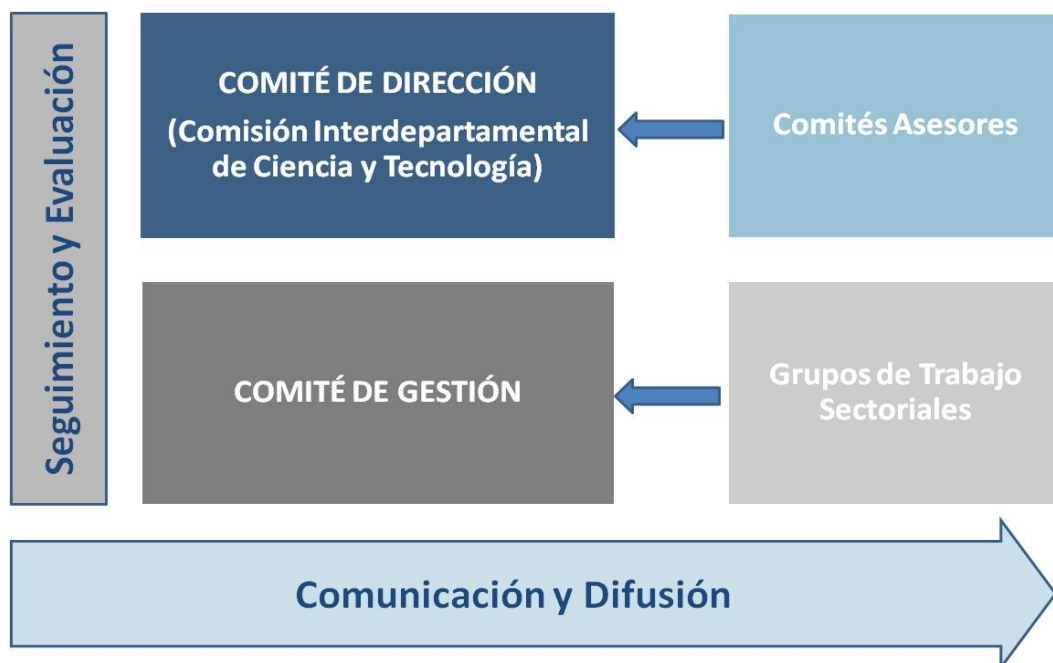 Seguimiento y Evaluación
COMITÉ DE DIRECCIÓN
(Comisión Interdepartamental
de Ciencia y Tecnología)
Comités Asesores
COMITÉ DE GESTIÓN
Grupos de Trabajo
Sectoriales
Comunicación y Difusión